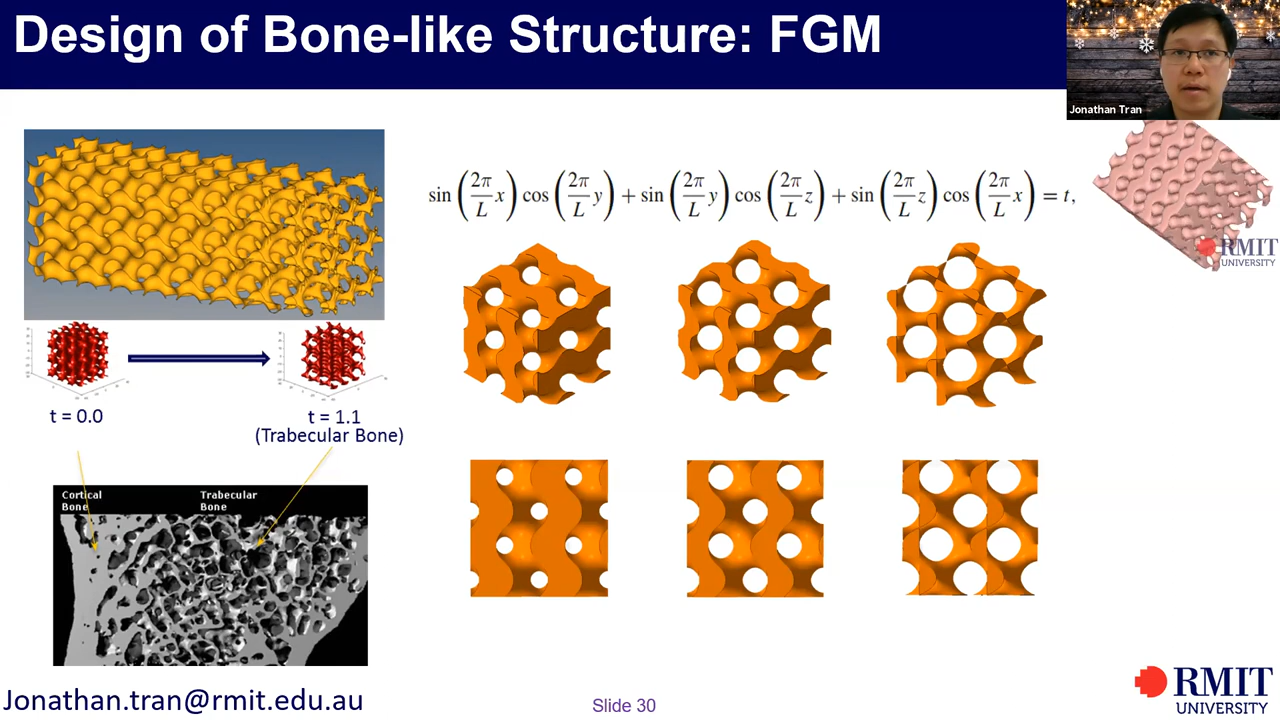 Design of Bone-like Structure: FGM
Jonathan Tran
sin(2π/L x) cos(2π/L y) + sin(2π/L y) cos(2π/L z) + sin(2π/L z) cos(2π/L x) = t,
RMIT
UNIVERSITY
t = 0.0
t = 1.1
(Trabecular Bone)
Cortical
Bone
Trabecular
Bone
Jonathan.tran@rmit.edu.au
Slide 30
RMIT
UNIVERSITY